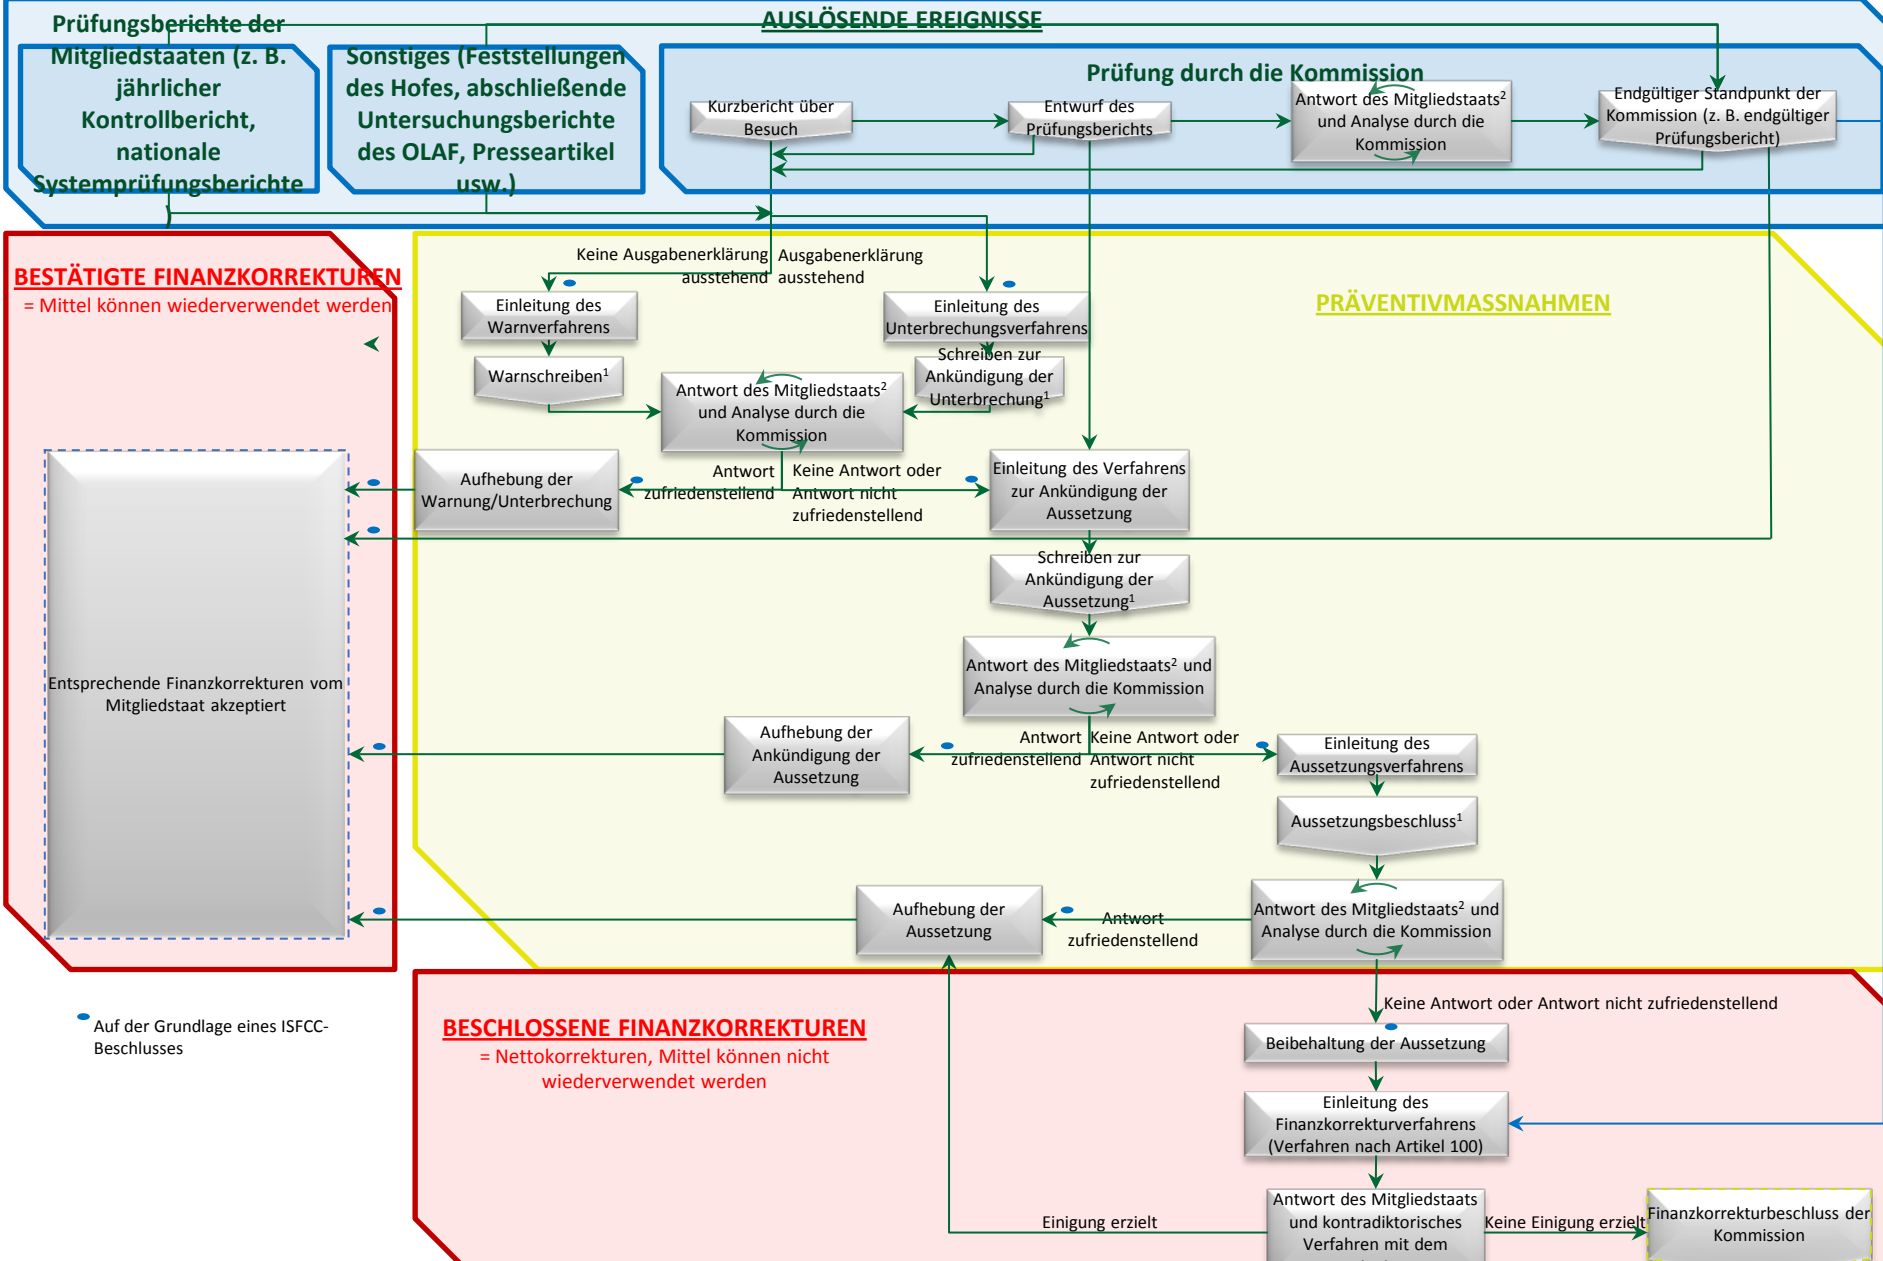 AUSLÖSENDE EREIGNISSE
Prüfungsberichte der
Mitgliedstaaten (z. B.
jährlicher
Kontrollbericht,
nationale
Systemprüfungsberichte
)
Sonstiges (Feststellungen
des Hofes, abschließende
Untersuchungsberichte
des OLAF, Presseartikel
usw.)
Prüfung durch die Kommission
Kurzbericht über
Besuch
Entwurf des
Prüfungsberichts
Antwort des Mitgliedstaats²
und Analyse durch die
Kommission
Endgültiger Standpunkt der
Kommission (z. B. endgültiger
Prüfungsbericht)
BESTÄTIGTE FINANZKORREKTUREN
= Mittel können wiederverwendet werden
Keine Ausgabenerklärung
ausstehend
Ausgabenerklärung
ausstehend
PRÄVENTIVMASSNAHMEN
Einleitung des
Warnverfahrens
Einleitung des
Unterbrechungsverfahrens
Warnschreiben¹
Schreiben zur
Ankündigung der
Unterbrechung¹
Antwort des Mitgliedstaats²
und Analyse durch die
Kommission
Aufhebung der
Warnung/Unterbrechung
Antwort
zufriedenstellend
Keine Antwort oder
Antwort nicht
zufriedenstellend
Einleitung des Verfahrens
zur Ankündigung der
Aussetzung
Schreiben zur
Ankündigung der
Aussetzung¹
Entsprechende Finanzkorrekturen vom
Mitgliedstaat akzeptiert
Antwort des Mitgliedstaats² und
Analyse durch die Kommission
Aufhebung der
Ankündigung der
Aussetzung
Antwort
zufriedenstellend
Keine Antwort oder
Antwort nicht
zufriedenstellend
Einleitung des
Aussetzungsverfahrens
Aussetzungsbeschluss¹
Aufhebung der
Aussetzung
Antwort
zufriedenstellend
Antwort des Mitgliedstaats² und
Analyse durch die Kommission
Keine Antwort oder Antwort nicht zufriedenstellend
Auf der Grundlage eines ISFCC-
Beschlusses
BESCHLOSSENE FINANZKORREKTUREN
= Nettokorrekturen, Mittel können nicht
wiederverwendet werden
Beibehaltung der Aussetzung
Einleitung des
Finanzkorrekturverfahrens
(Verfahren nach Artikel 100)
Einigung erzielt
Antwort des Mitgliedstaats
und kontradiktorisches
Verfahren mit dem
Keine Einigung erzielt
Finanzkorrekturbeschluss der
Kommission